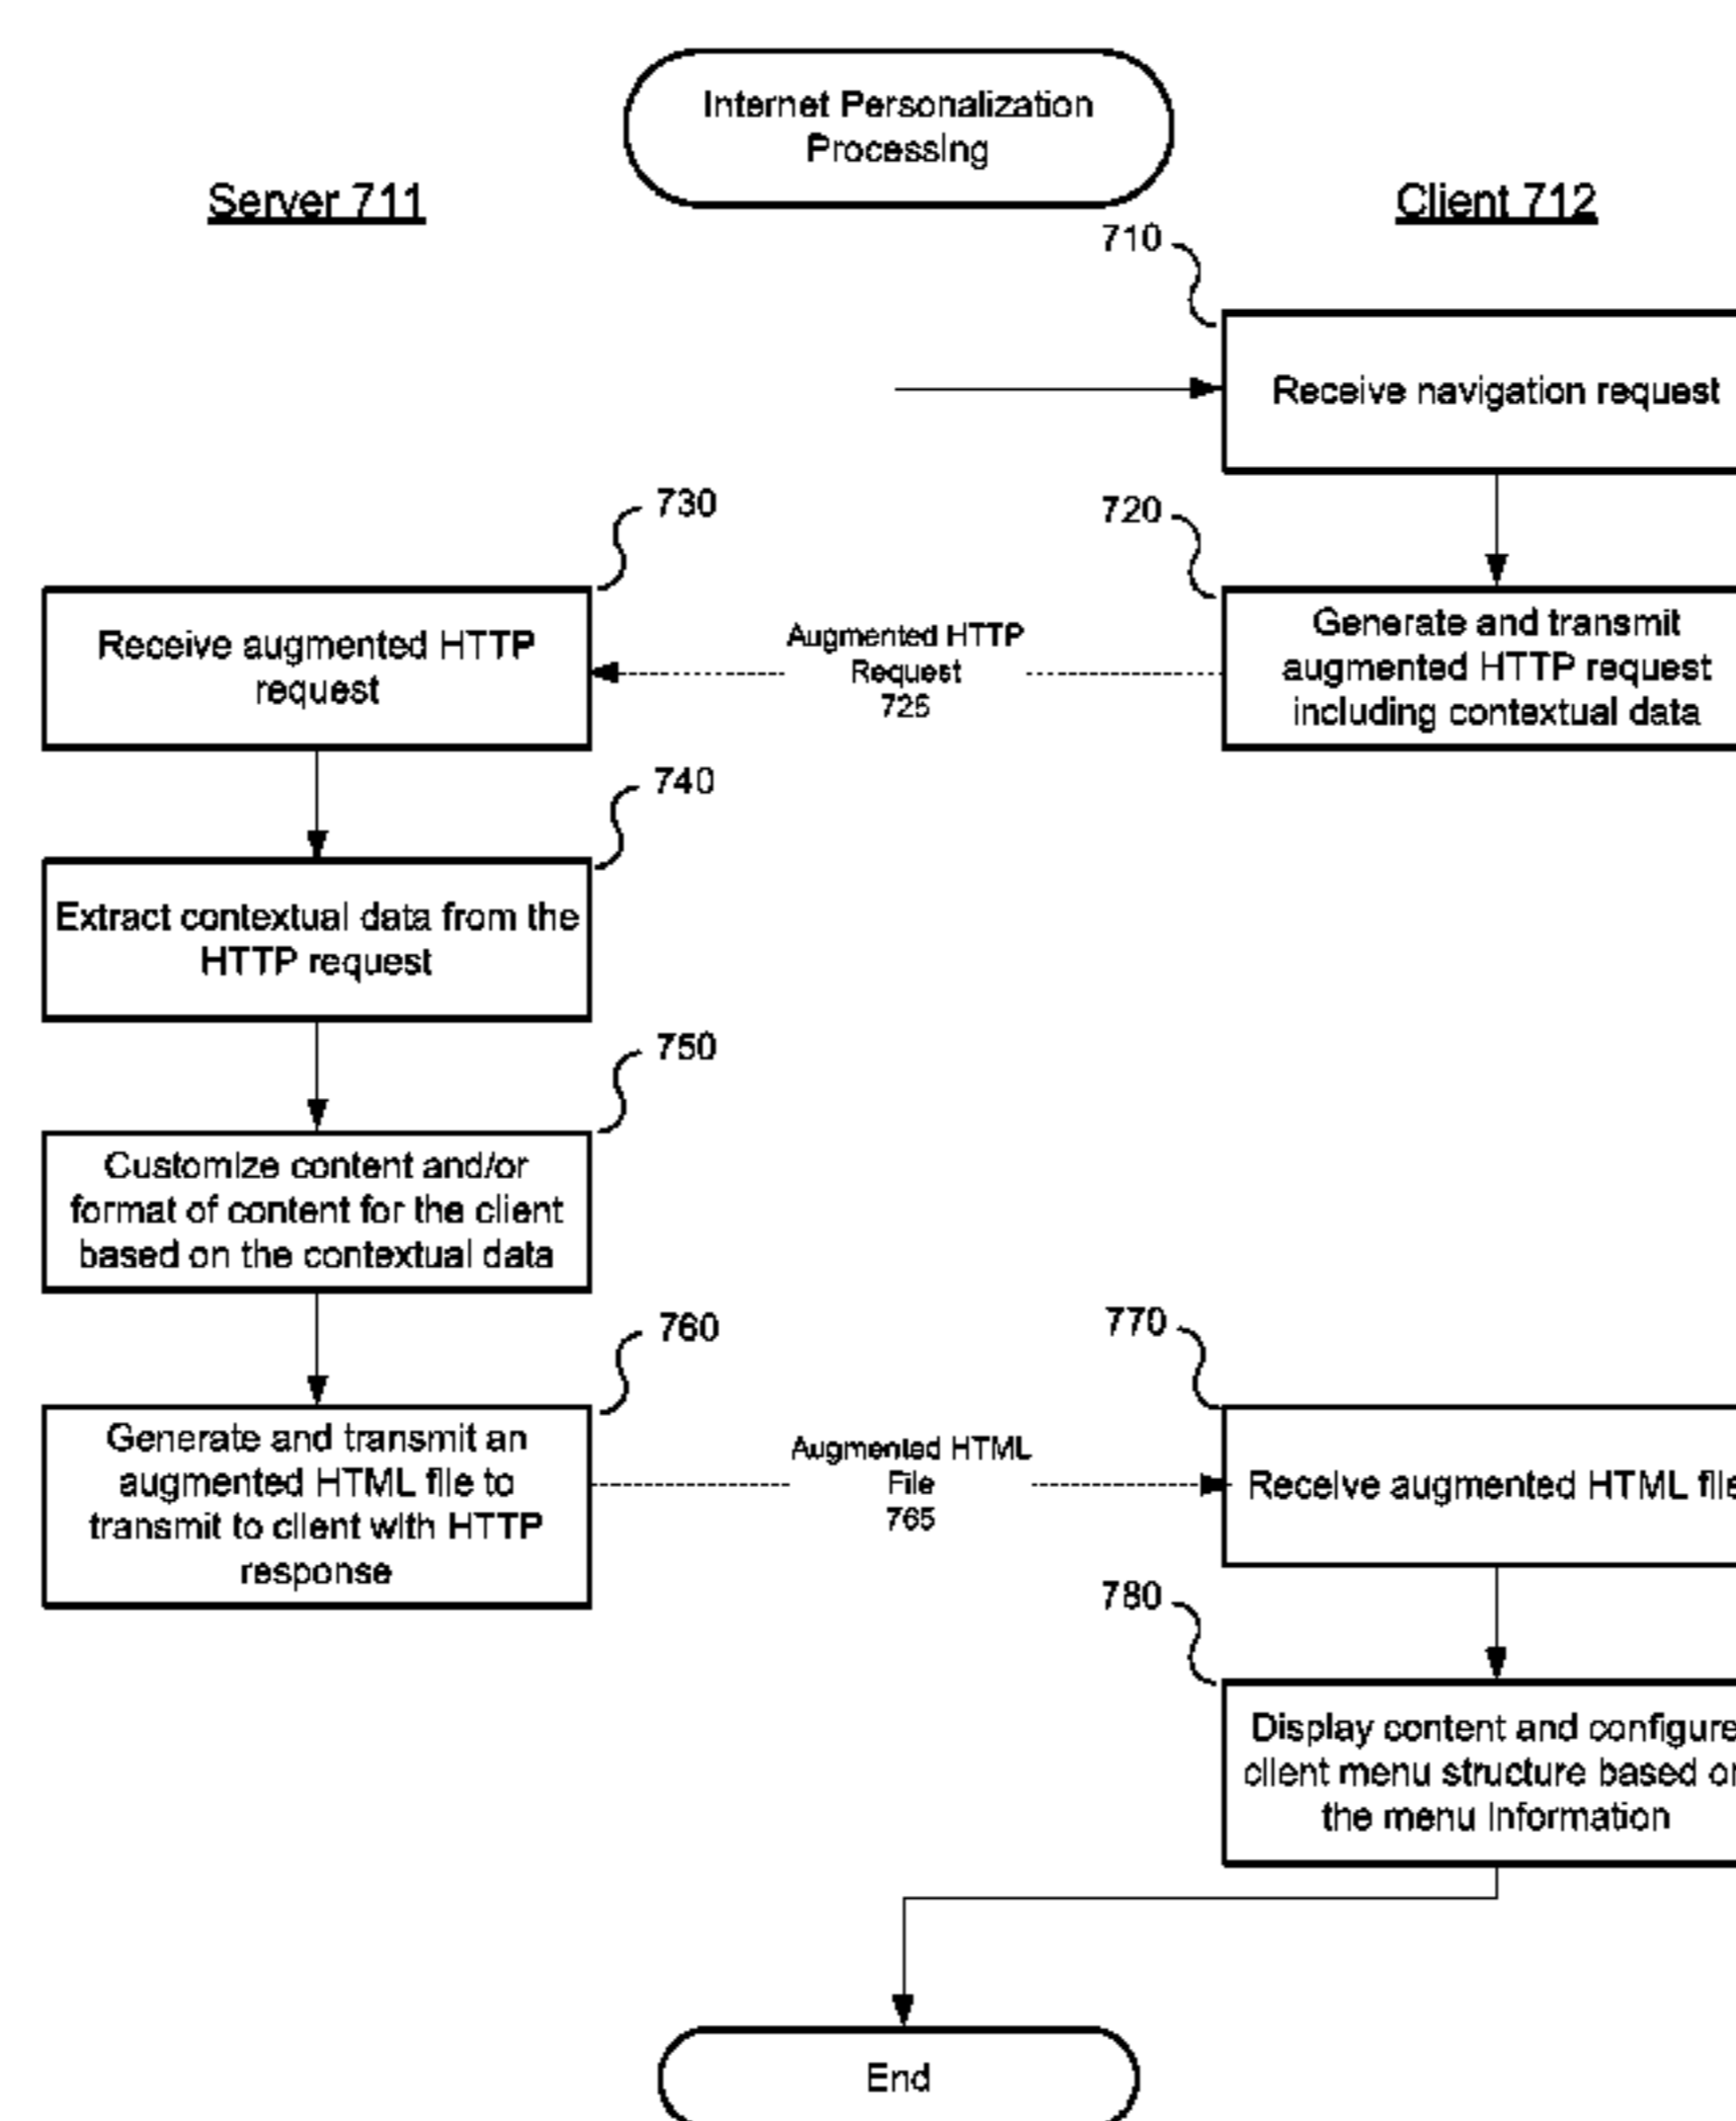 Internet Personalization
Processing
Server 711
Client 712
710
Receive navigation request
730
720
Receive augmented HTTP
request
Augmented HTTP
Request
725
Generate and transmit
augmented HTTP request
including contextual data
740
Extract contextual data from the
HTTP request
750
Customize content and/or
format of content for the client
based on the contextual data
760
770
Generate and transmit an
augmented HTML file to
transmit to client with HTTP
response
Augmented HTML
File
765
Receive augmented HTML file
780
Display content and configure
client menu structure based on
the menu information
End